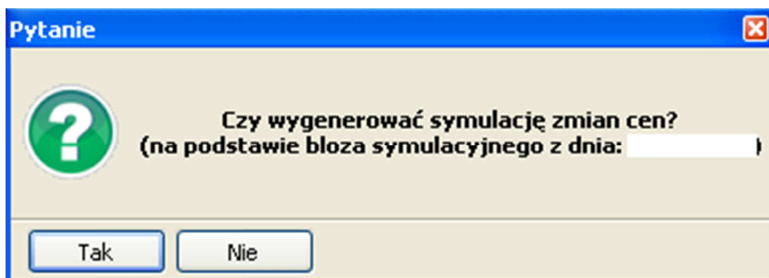 Pytanie
Czy wygenerować symulację zmian cen?
(na podstawie bloza symulacyjnego z dnia: )
Tak
Nie